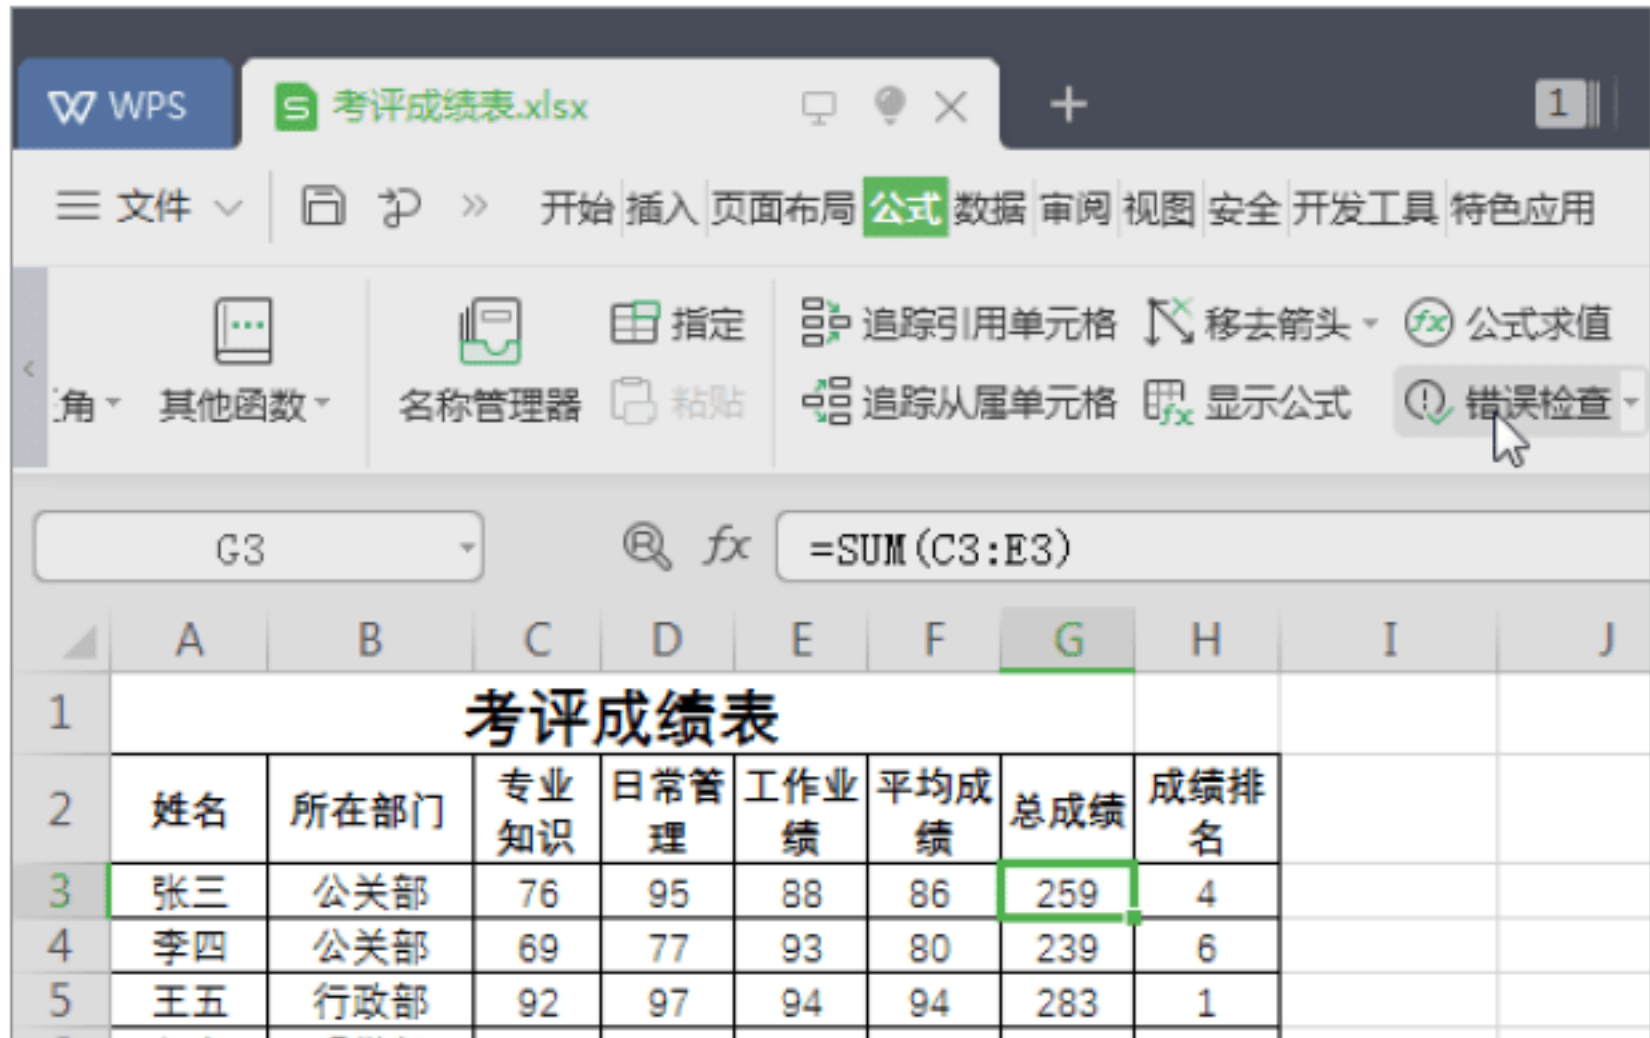 WPS 考评成绩表.xlsx 1
文件 开始 插入 页面布局 公式 数据 审阅 视图 安全 开发工具 特色应用
指定 追踪引用单元格 移去箭头 公式求值
角 其他函数 名称管理器 粘贴 追踪从属单元格 显示公式 错误检查
G3 fx =SUM(C3:E3)
A B C D E F G H I J
1 考评成绩表
2 姓名 所在部门 专业知识 日常管理 工作业绩 平均成绩 总成绩 成绩排名
3 张三 公关部 76 95 88 86 259 4
4 李四 公关部 69 77 93 80 239 6
5 王五 行政部 92 97 94 94 283 1